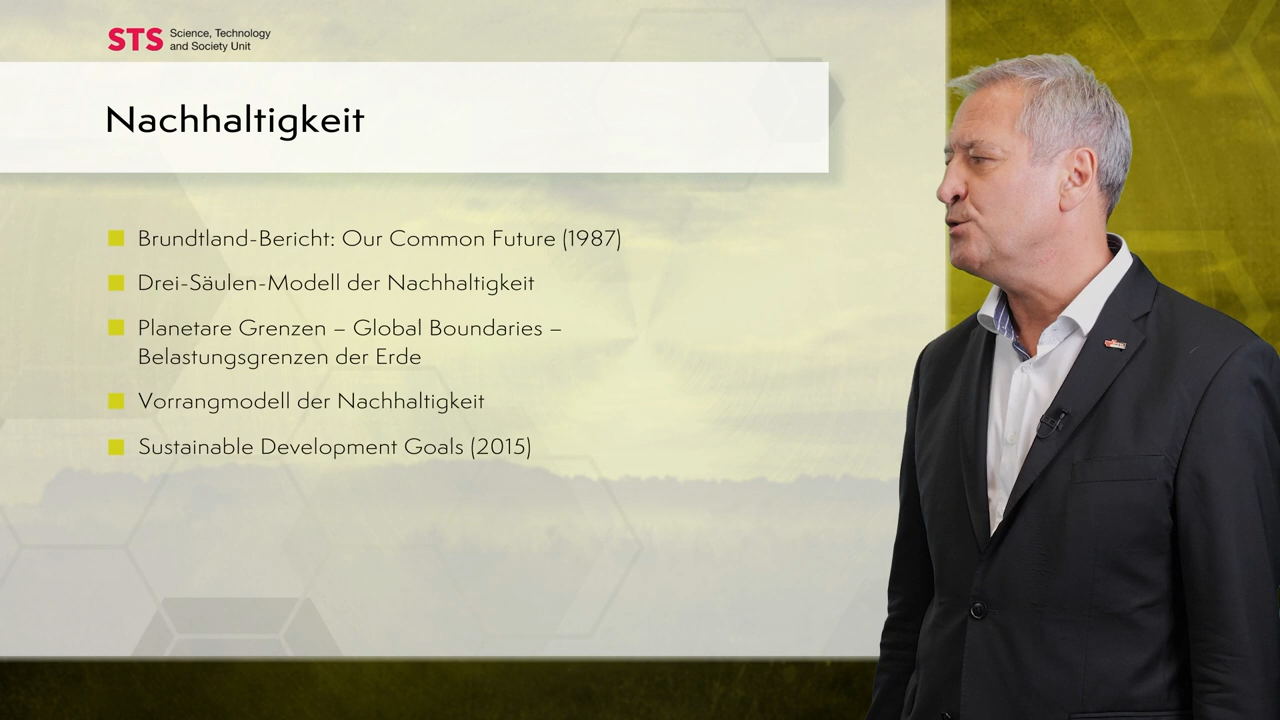 STS Science, Technology
and Society Unit
Nachhaltigkeit
Brundtland-Bericht: Our Common Future (1987)
Drei-Säulen-Modell der Nachhaltigkeit
Planetare Grenzen – Global Boundaries –
Belastungsgrenzen der Erde
Vorrangmodell der Nachhaltigkeit
Sustainable Development Goals (2015)